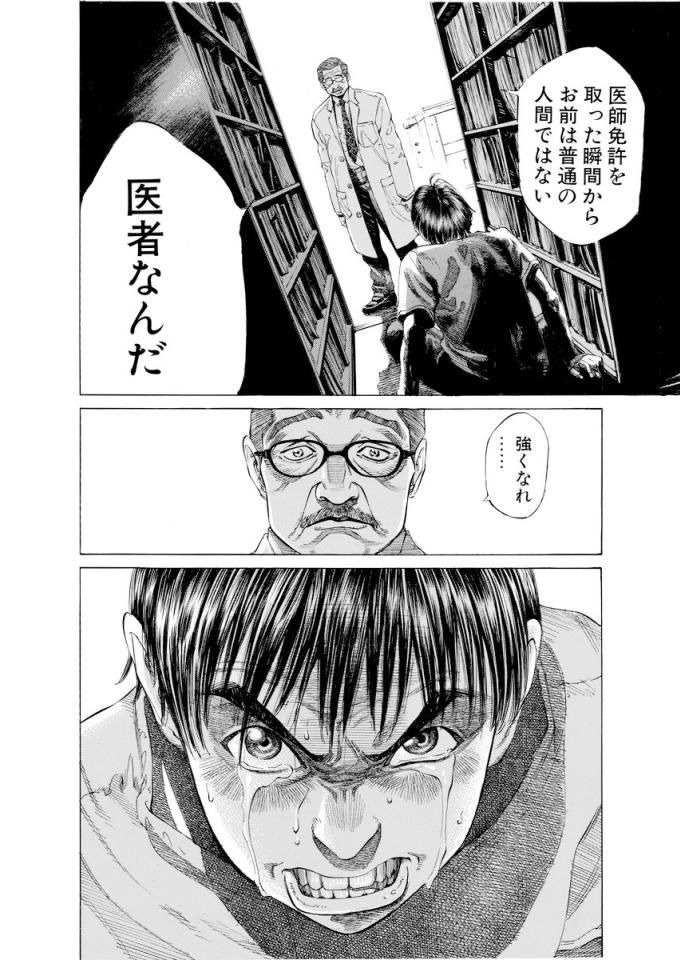 医師免許を
取った瞬間から
お前は普通の
人間ではない
医者なんだ
強くなれ
……